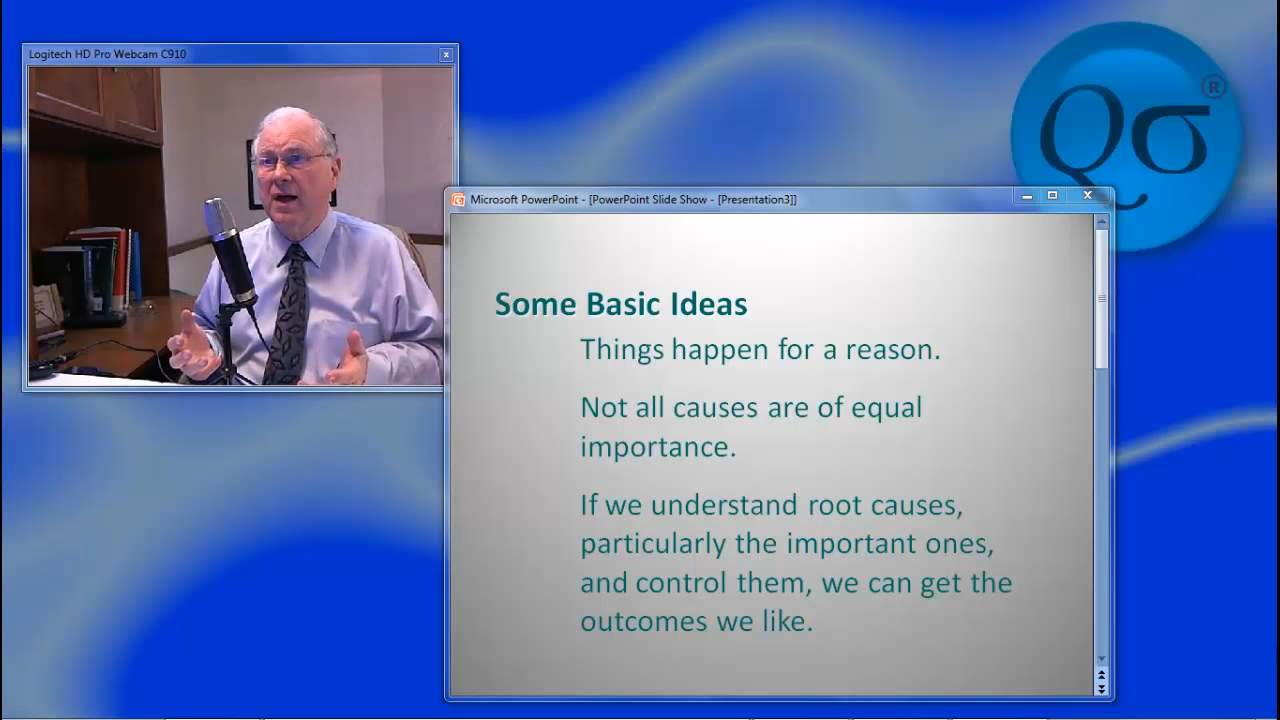 Logitech HD Pro Webcam C910
x
Qσ®
Microsoft PowerPoint - [PowerPoint Slide Show - [Presentation3]]
Some Basic Ideas
Things happen for a reason.
Not all causes are of equal
importance.
If we understand root causes,
particularly the important ones,
and control them, we can get the
outcomes we like.